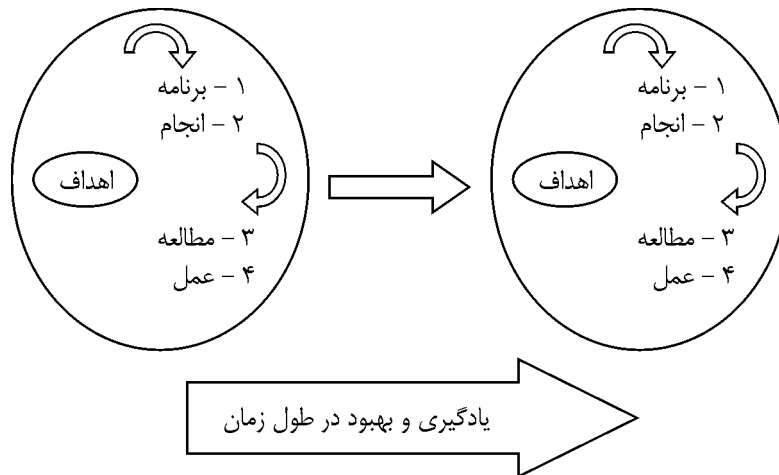 ۱ – برنامه
۲ – انجام
اهداف
۳ – مطالعه
۴ – عمل
۱ – برنامه
۲ – انجام
اهداف
۳ – مطالعه
۴ – عمل
یادگیری و بهبود در طول زمان